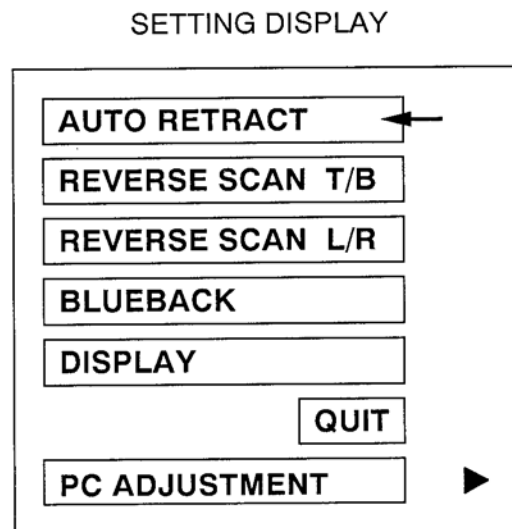 SETTING DISPLAY
AUTO RETRACT
REVERSE SCAN T/B
REVERSE SCAN L/R
BLUEBACK
DISPLAY
QUIT
PC ADJUSTMENT